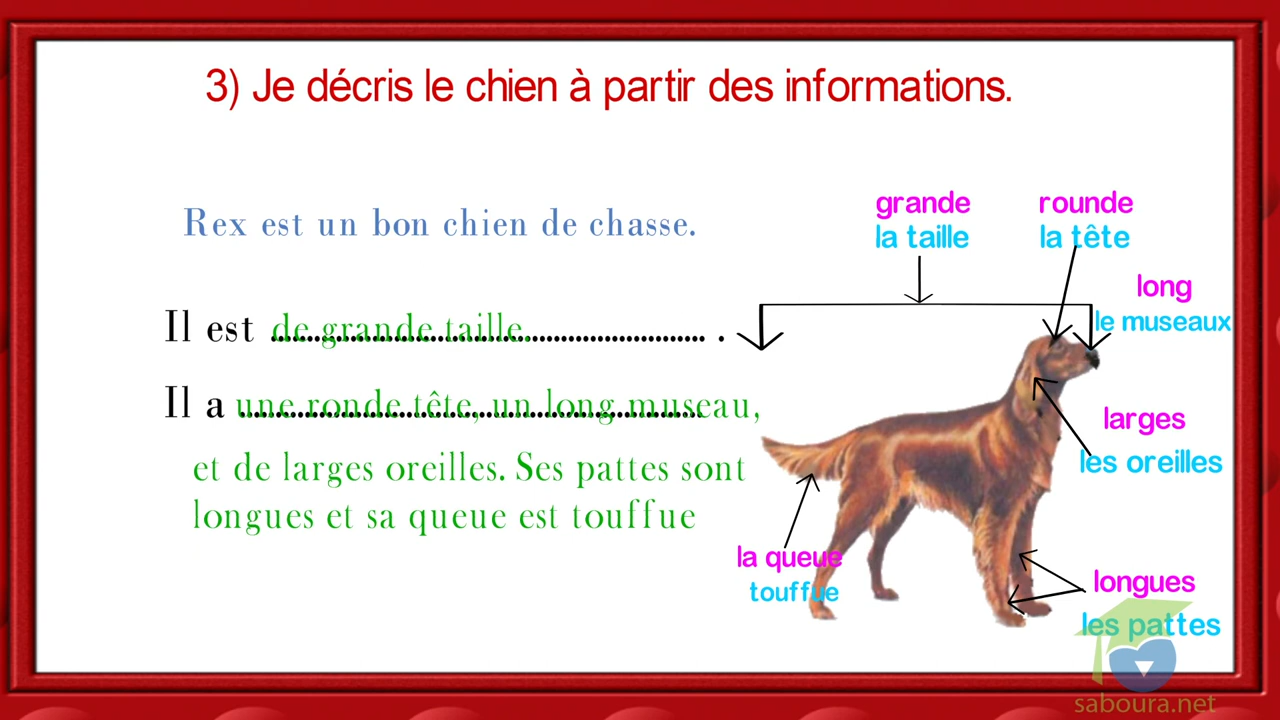 3) Je décris le chien à partir des informations.
Rex est un bon chien de chasse.
Il est de grande taille. .
Il a une ronde tête, un long museau,
et de larges oreilles. Ses pattes sont
longues et sa queue est touffue
grande
la taille
rounde
la tête
long
le museaux
larges
les oreilles
la queue
touffue
longues
les pattes
saboura.net